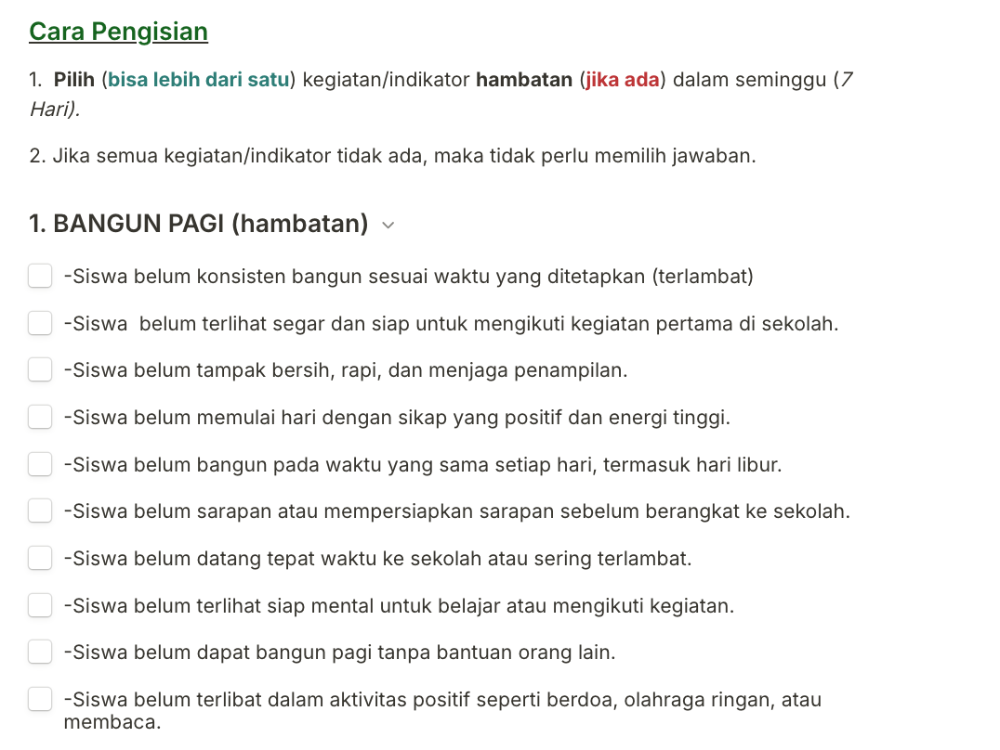 Cara Pengisian
1. Pilih (bisa lebih dari satu) kegiatan/indikator hambatan (jika ada) dalam seminggu (7
Hari).
2. Jika semua kegiatan/indikator tidak ada, maka tidak perlu memilih jawaban.
1. BANGUN PAGI (hambatan)
-Siswa belum konsisten bangun sesuai waktu yang ditetapkan (terlambat)
-Siswa  belum terlihat segar dan siap untuk mengikuti kegiatan pertama di sekolah.
-Siswa belum tampak bersih, rapi, dan menjaga penampilan.
-Siswa belum memulai hari dengan sikap yang positif dan energi tinggi.
-Siswa belum bangun pada waktu yang sama setiap hari, termasuk hari libur.
-Siswa belum sarapan atau mempersiapkan sarapan sebelum berangkat ke sekolah.
-Siswa belum datang tepat waktu ke sekolah atau sering terlambat.
-Siswa belum terlihat siap mental untuk belajar atau mengikuti kegiatan.
-Siswa belum dapat bangun pagi tanpa bantuan orang lain.
-Siswa belum terlibat dalam aktivitas positif seperti berdoa, olahraga ringan, atau
membaca.